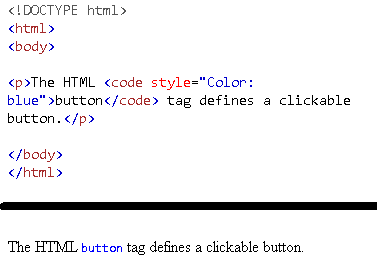 <!DOCTYPE html>
<html>
<body>
<p>The HTML <code style="Color:
blue">button</code> tag defines a clickable
button.</p>
</body>
</html>
The HTML button tag defines a clickable button.